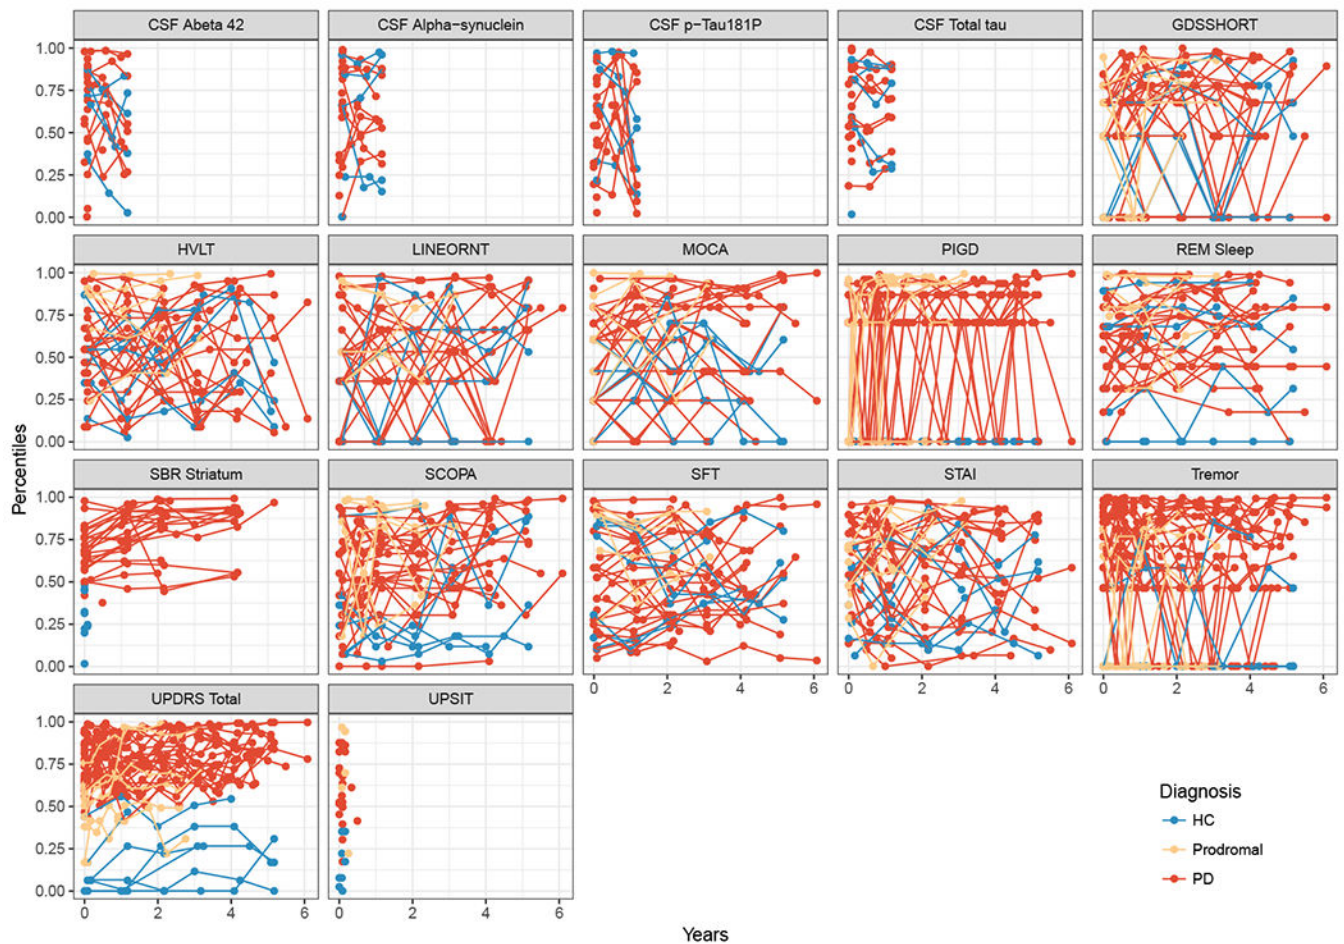 CSF Abeta 42 CSF Alpha−synuclein CSF p−Tau181P CSF Total tau GDSSHORT
1.00
0.75
0.50
0.25
0.00
HVLT LINEORNT MOCA PIGD REM Sleep
1.00
0.75
0.50
0.25
0.00
Percentiles
SBR Striatum SCOPA SFT STAI Tremor
1.00
0.75
0.50
0.25
0.00
0 2 4 6 0 2 4 6 0 2 4 6
UPDRS Total UPSIT
1.00
0.75
0.50
0.25
0.00
0 2 4 6 0 2 4 6
Diagnosis
HC
Prodromal
PD
Years